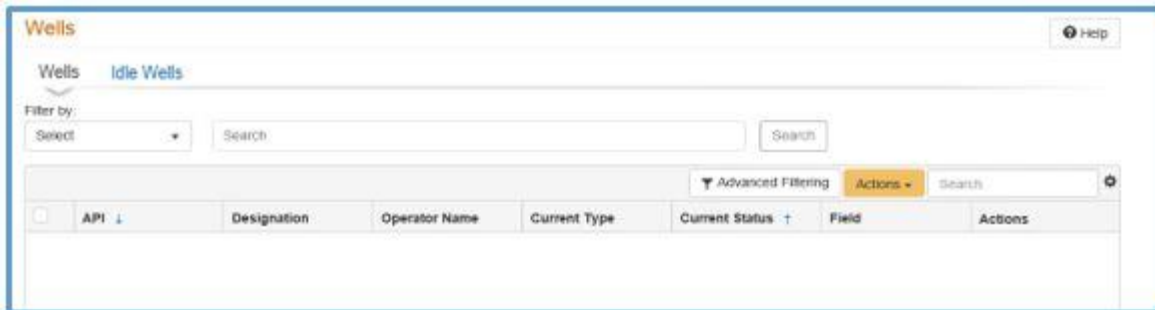 Wells
Help
Wells Idle Wells
Filter by:
Select Search Search
Advanced Filtering Actions Search
API Designation Operator Name Current Type Current Status Field Actions